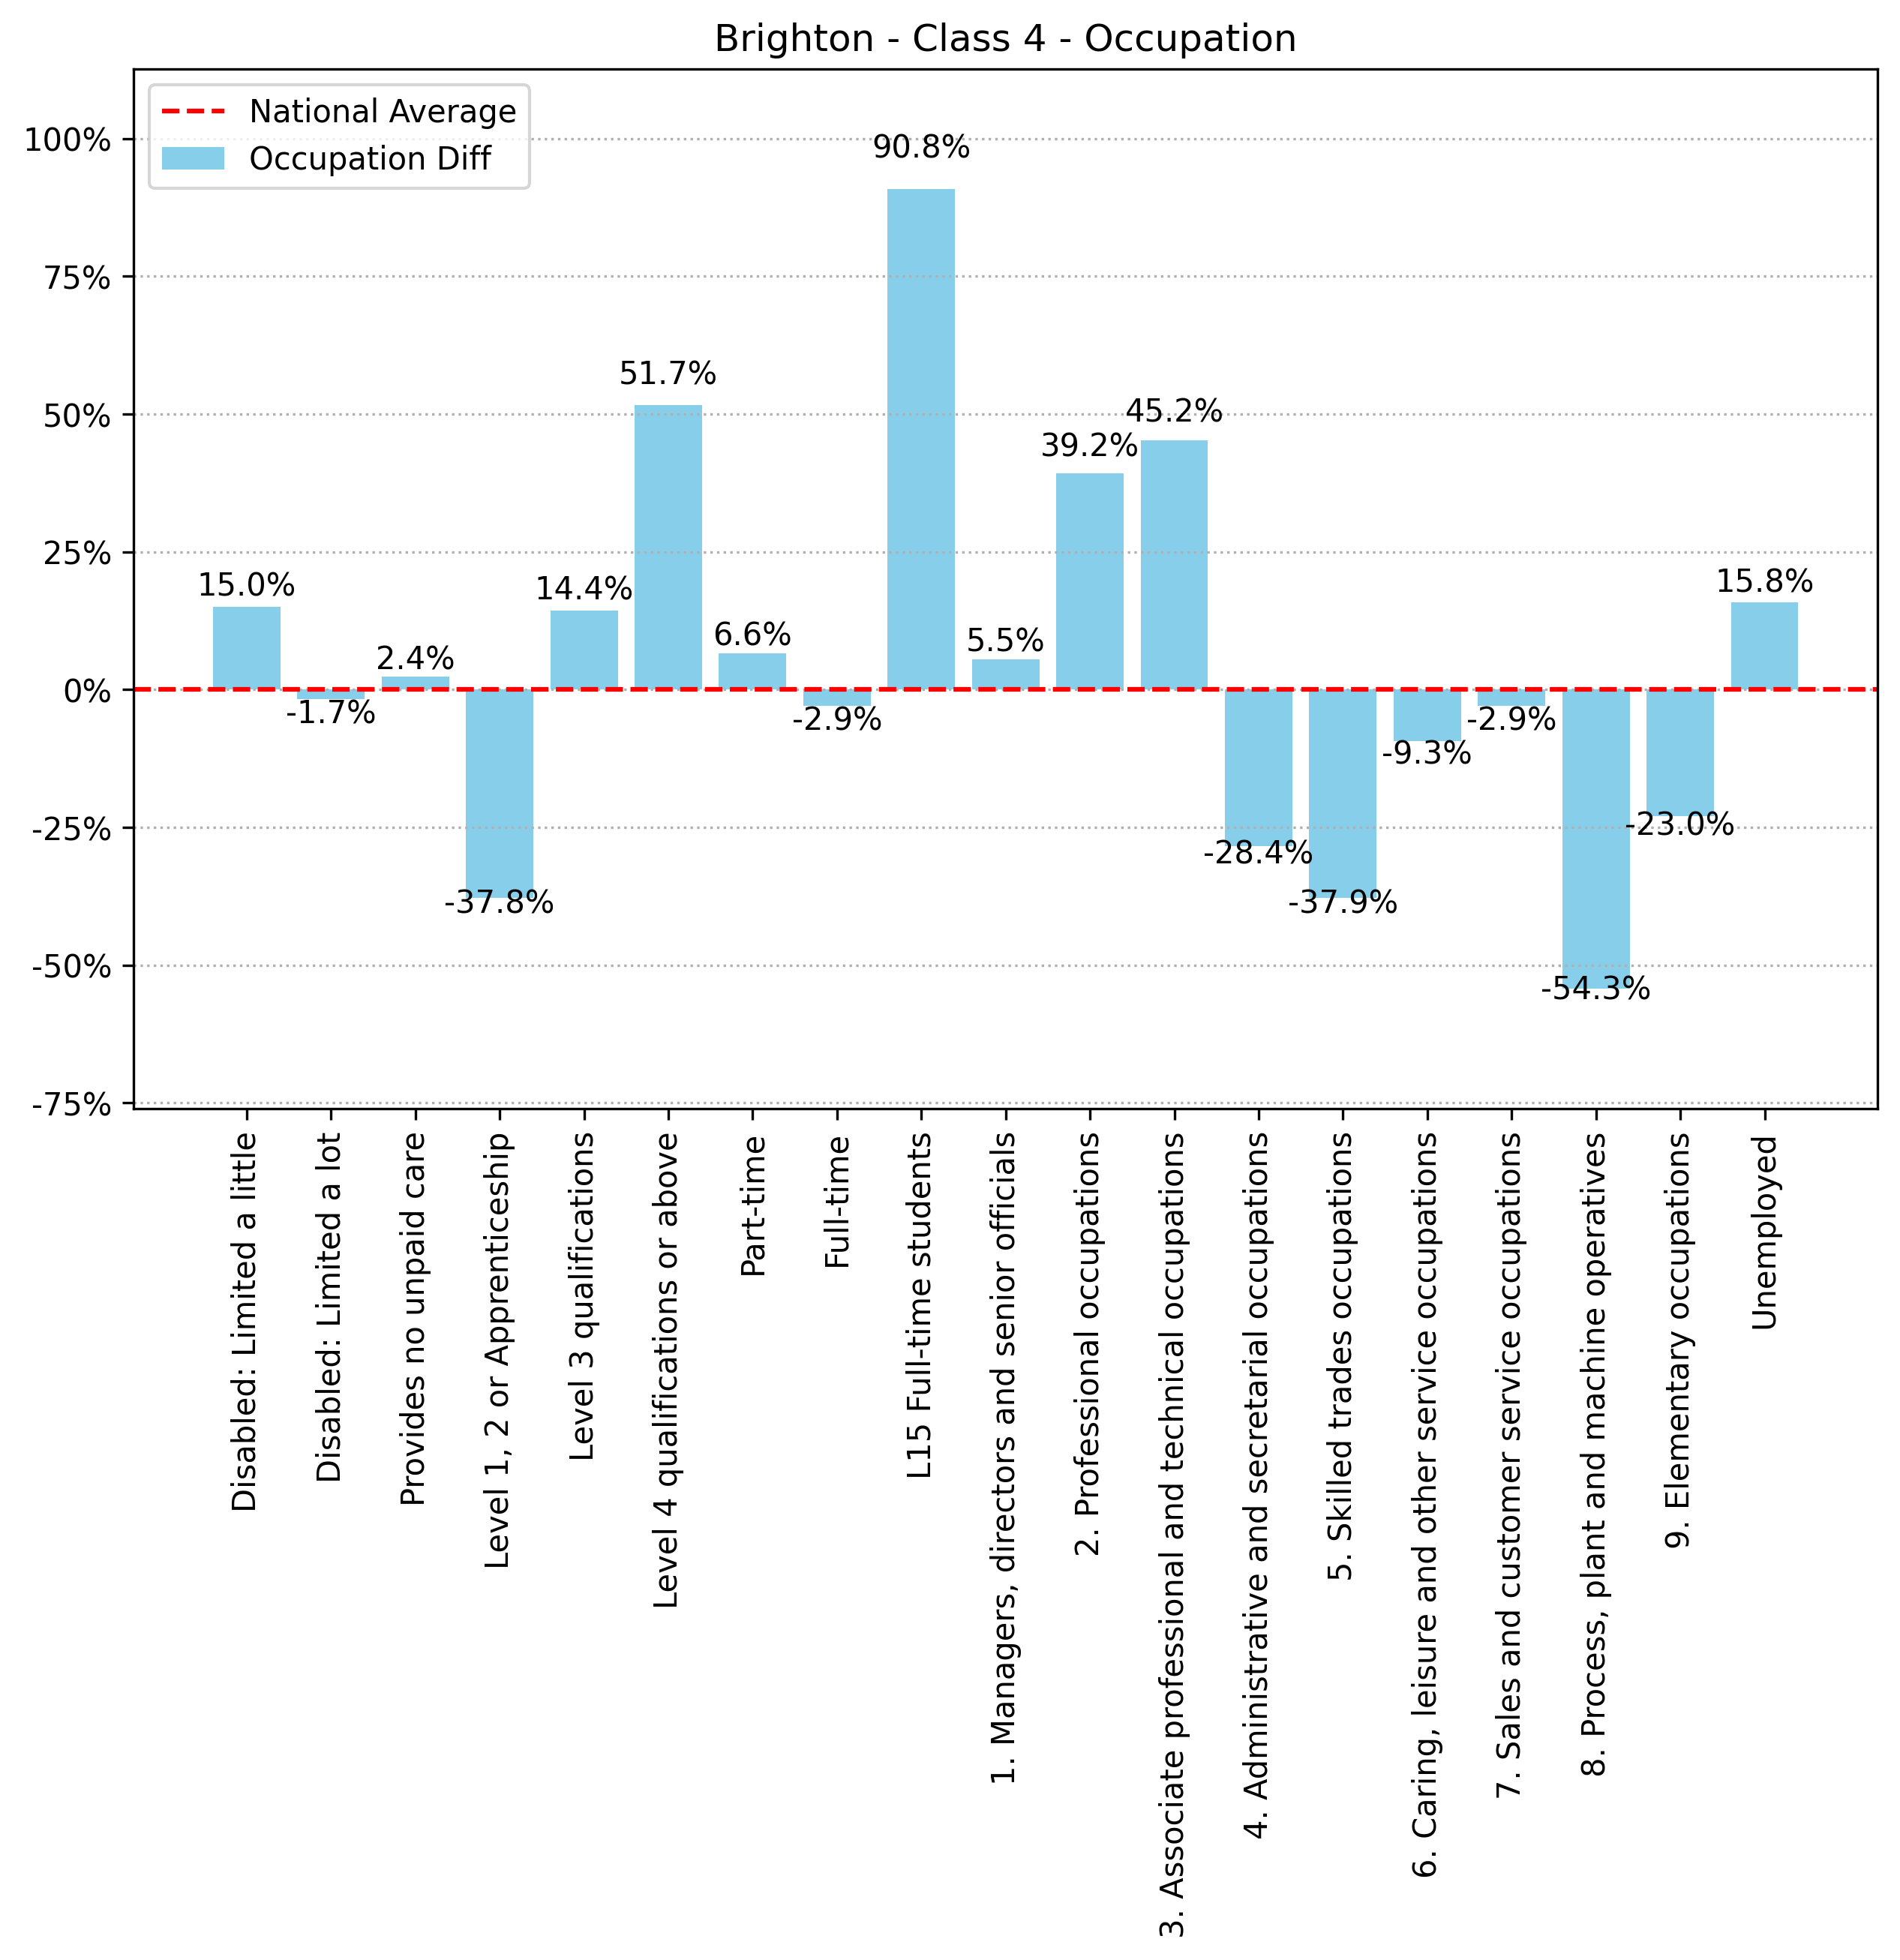 Brighton - Class 4 - Occupation
National Average
Occupation Diff
100%
75%
50%
25%
0%
-25%
-50%
-75%
15.0%
-1.7%
2.4%
-37.8%
14.4%
51.7%
6.6%
-2.9%
90.8%
5.5%
39.2%
45.2%
-28.4%
-37.9%
-9.3%
-2.9%
-54.3%
-23.0%
15.8%
Disabled: Limited a little
Disabled: Limited a lot
Provides no unpaid care
Level 1, 2 or Apprenticeship
Level 3 qualifications
Level 4 qualifications or above
Part-time
Full-time
L15 Full-time students
1. Managers, directors and senior officials
2. Professional occupations
3. Associate professional and technical occupations
4. Administrative and secretarial occupations
5. Skilled trades occupations
6. Caring, leisure and other service occupations
7. Sales and customer service occupations
8. Process, plant and machine operatives
9. Elementary occupations
Unemployed